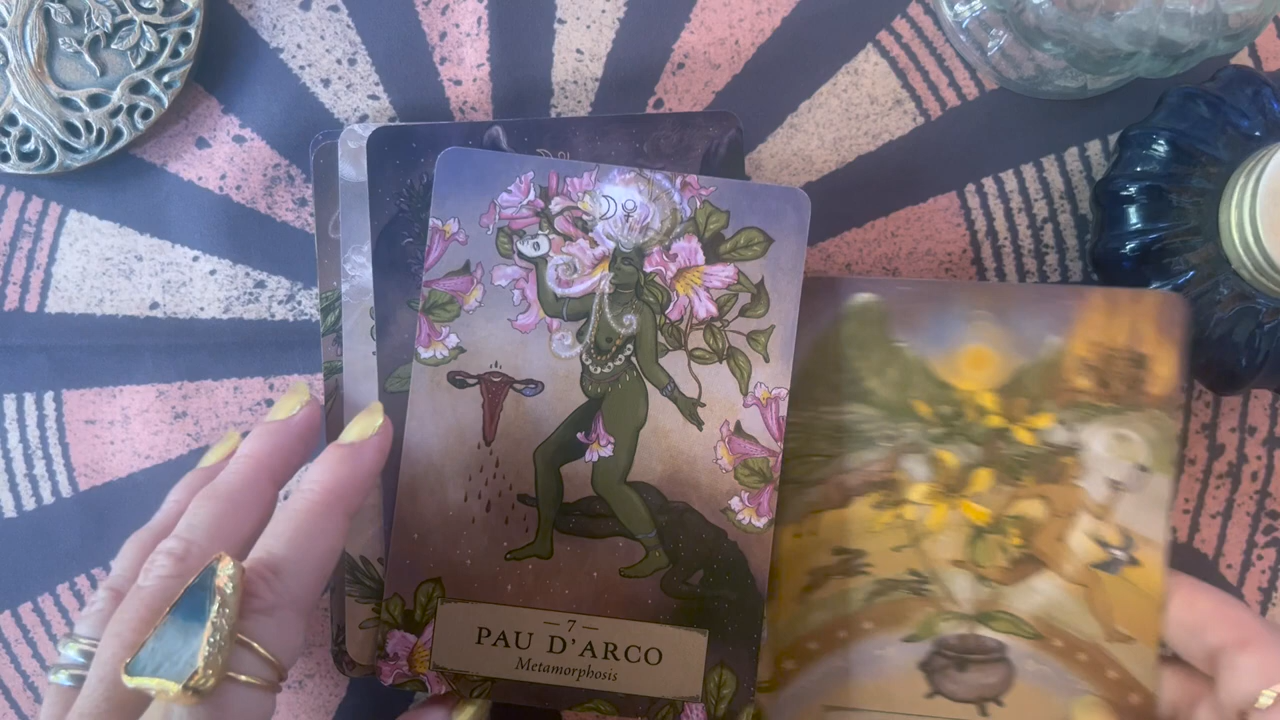 — 7 —
PAU D'ARCO
Metamorphosis